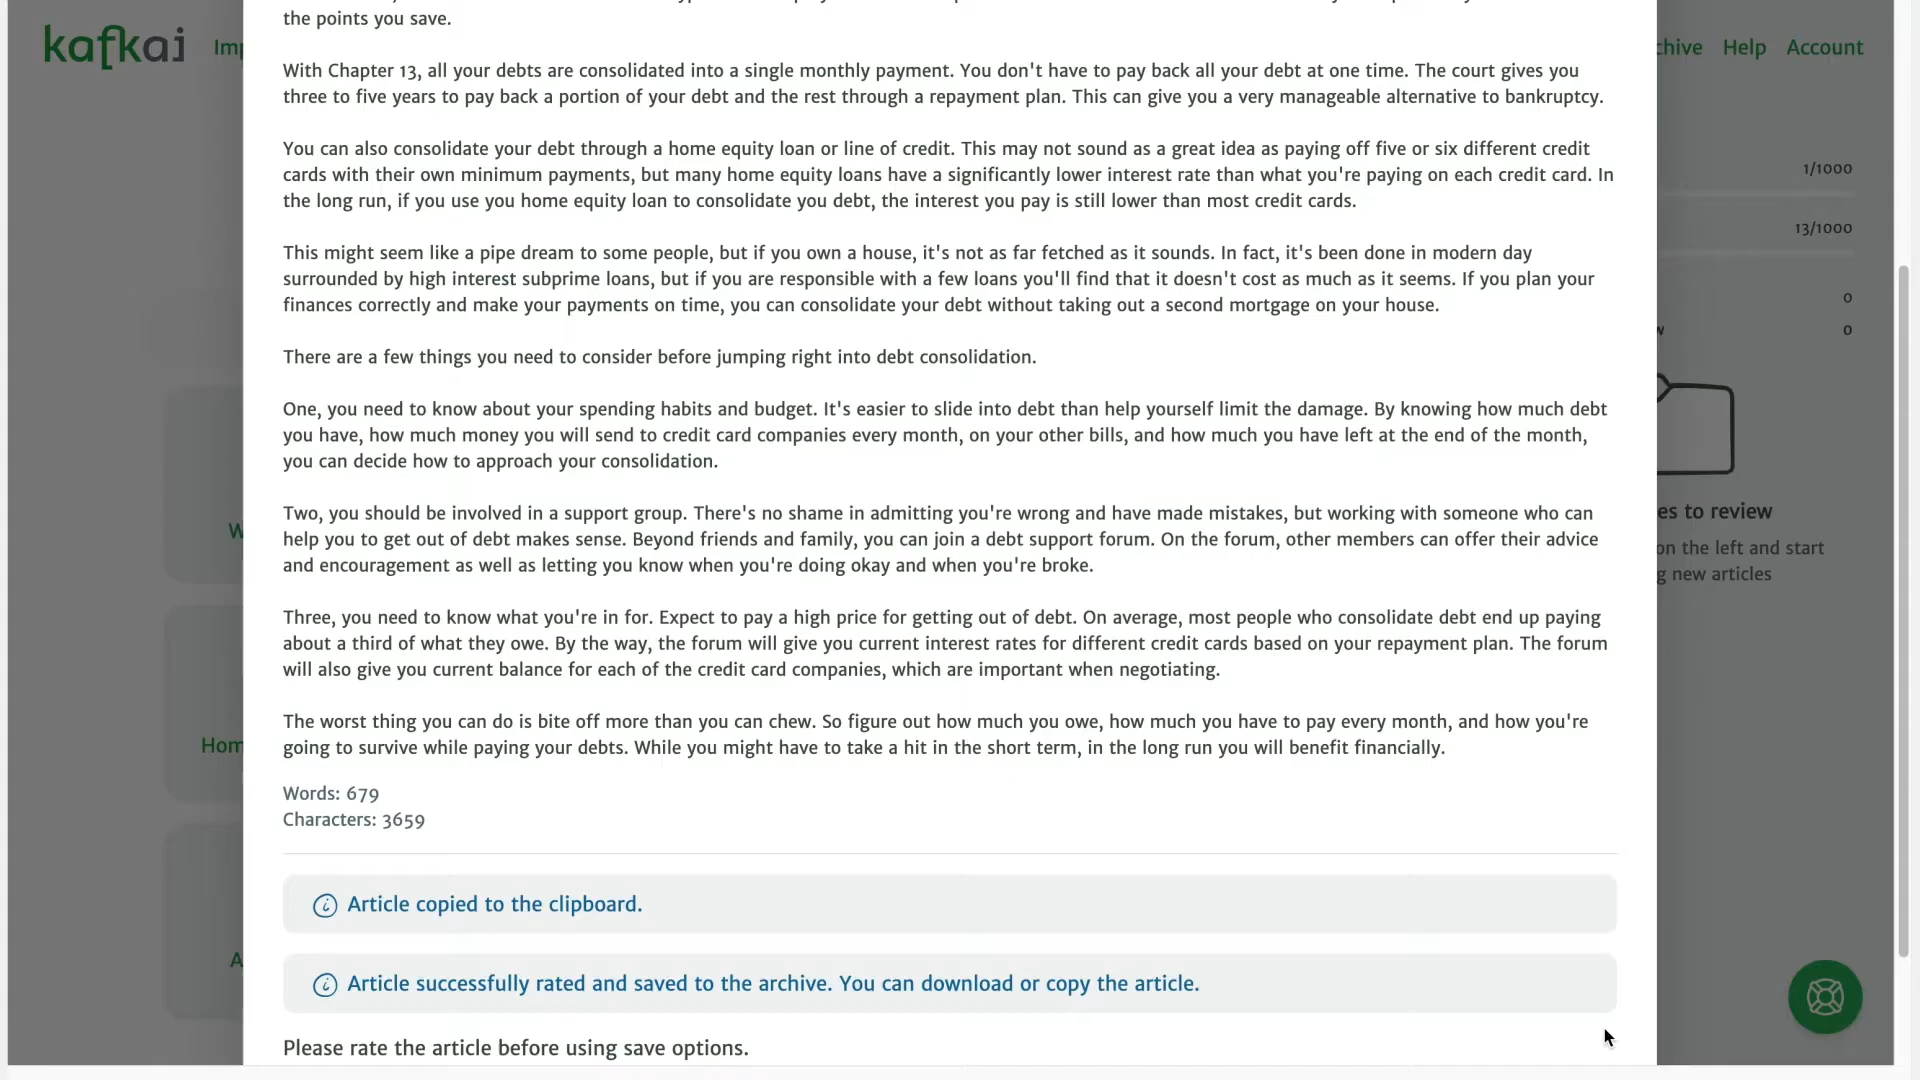 the points you save.
kafkai
chive Help Account
With Chapter 13, all your debts are consolidated into a single monthly payment. You don't have to pay back all your debt at one time. The court gives you
three to five years to pay back a portion of your debt and the rest through a repayment plan. This can give you a very manageable alternative to bankruptcy.
You can also consolidate your debt through a home equity loan or line of credit. This may not sound as a great idea as paying off five or six different credit
cards with their own minimum payments, but many home equity loans have a significantly lower interest rate than what you're paying on each credit card. In
the long run, if you use you home equity loan to consolidate you debt, the interest you pay is still lower than most credit cards.
1/1000
13/1000
This might seem like a pipe dream to some people, but if you own a house, it's not as far fetched as it sounds. In fact, it's been done in modern day
surrounded by high interest subprime loans, but if you are responsible with a few loans you'll find that it doesn't cost as much as it seems. If you plan your
finances correctly and make your payments on time, you can consolidate your debt without taking out a second mortgage on your house.
0
0
There are a few things you need to consider before jumping right into debt consolidation.
One, you need to know about your spending habits and budget. It's easier to slide into debt than help yourself limit the damage. By knowing how much debt
you have, how much money you will send to credit card companies every month, on your other bills, and how much you have left at the end of the month,
you can decide how to approach your consolidation.
Two, you should be involved in a support group. There's no shame in admitting you're wrong and have made mistakes, but working with someone who can
help you to get out of debt makes sense. Beyond friends and family, you can join a debt support forum. On the forum, other members can offer their advice
and encouragement as well as letting you know when you're doing okay and when you're broke.
es to review
on the left and start
g new articles
Three, you need to know what you're in for. Expect to pay a high price for getting out of debt. On average, most people who consolidate debt end up paying
about a third of what they owe. By the way, the forum will give you current interest rates for different credit cards based on your repayment plan. The forum
will also give you current balance for each of the credit card companies, which are important when negotiating.
The worst thing you can do is bite off more than you can chew. So figure out how much you owe, how much you have to pay every month, and how you're
going to survive while paying your debts. While you might have to take a hit in the short term, in the long run you will benefit financially.
Words: 679
Characters: 3659
Article copied to the clipboard.
Article successfully rated and saved to the archive. You can download or copy the article.
Please rate the article before using save options.